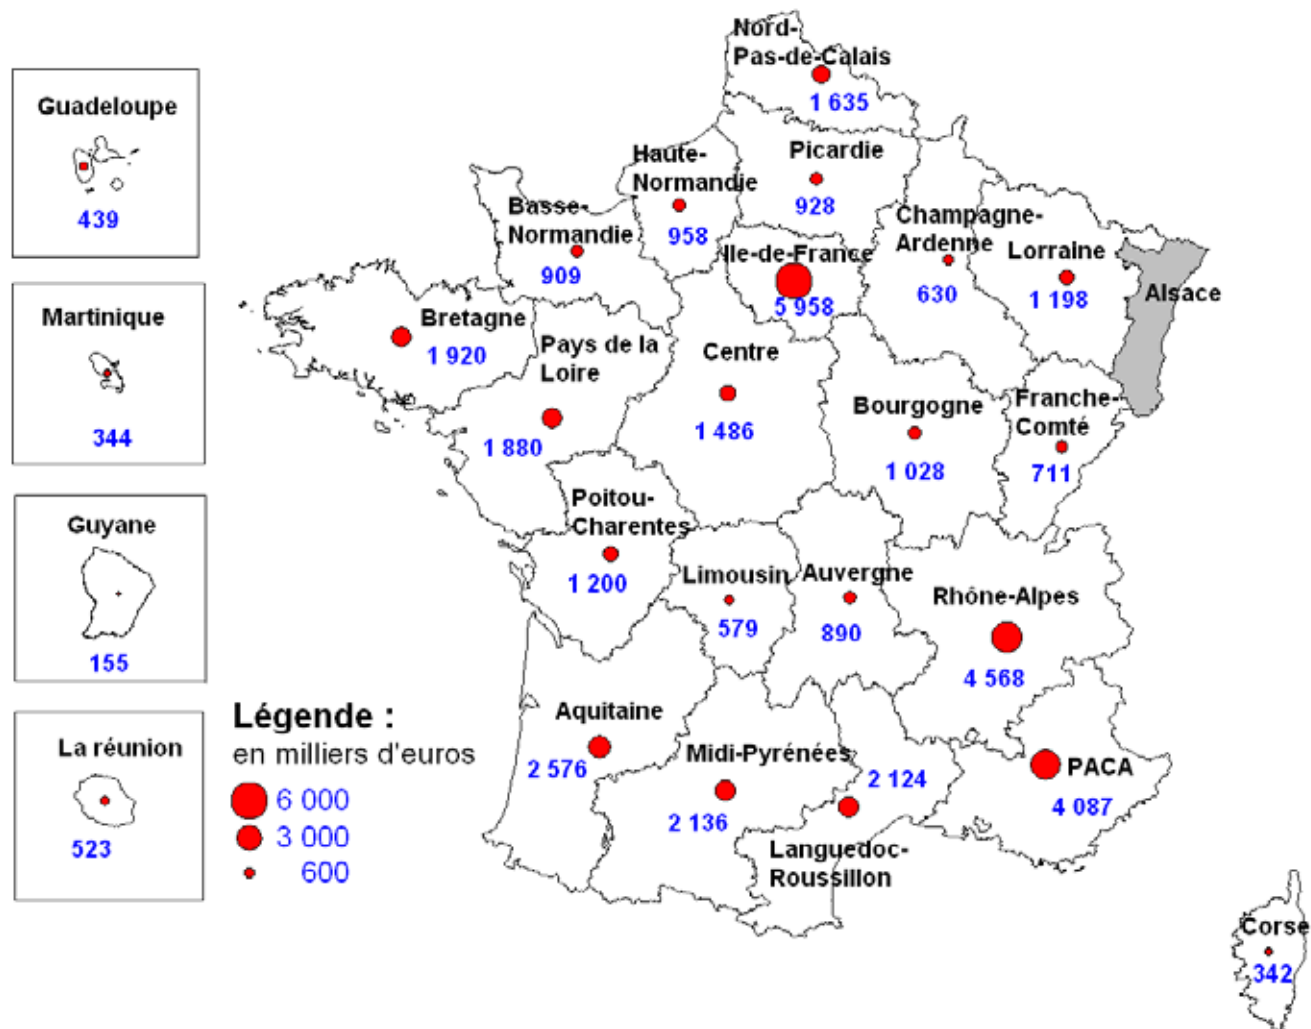 Nord-
Pas-de-Calais
1 635
Guadeloupe
439
Haute-
Normandie
958
Picardie
928
Basse-
Normandie
909
Ile-de-France
5 958
Champagne-
Ardenne
630
Lorraine
1 198
Alsace
Martinique
344
Bretagne
1 920
Pays de la
Loire
1 880
Centre
1 486
Bourgogne
1 028
Franche-
Comté
711
Guyane
155
Poitou-
Charentes
1 200
Limousin
579
Auvergne
890
Rhône-Alpes
4 568
La réunion
523
Légende :
en milliers d'euros
6 000
3 000
600
Aquitaine
2 576
Midi-Pyrénées
2 136
2 124
Languedoc-
Roussillon
PACA
4 087
Corse
342